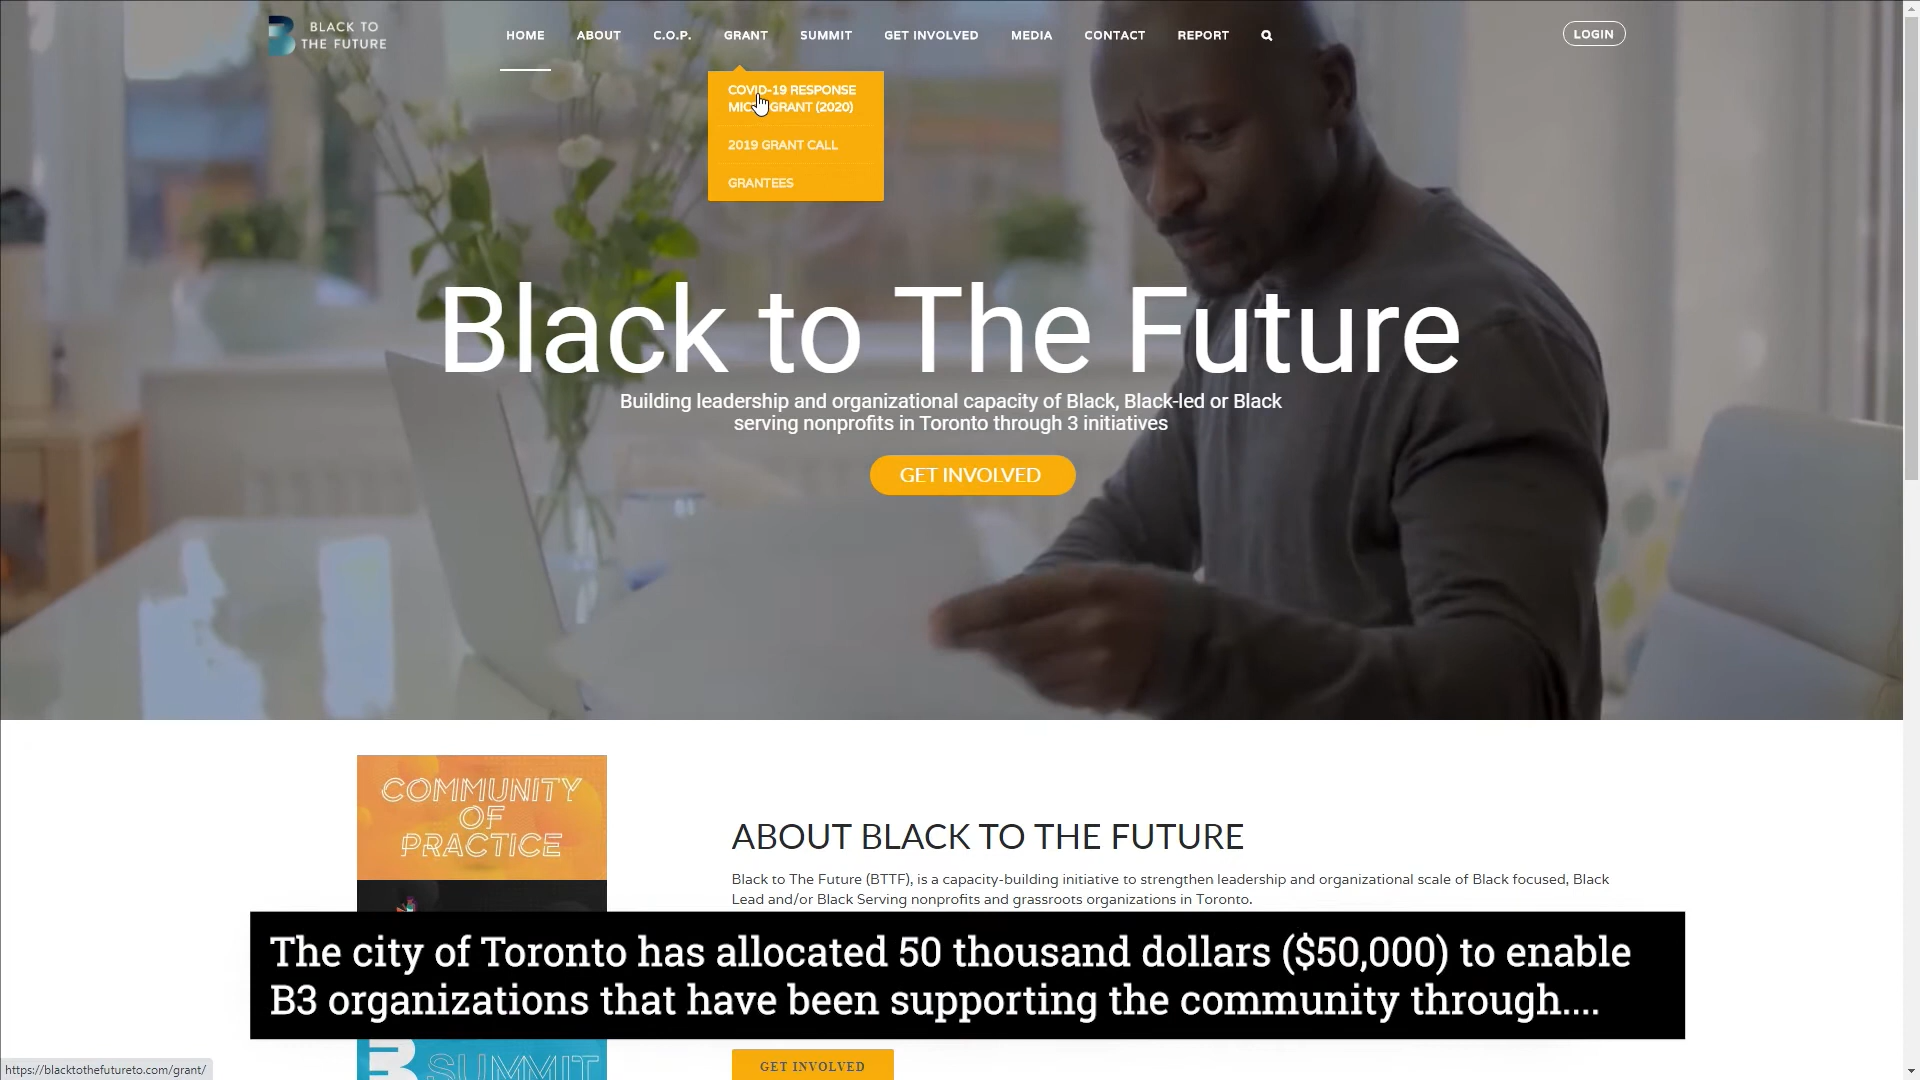 BLACK TO
THE FUTURE
HOME ABOUT C.O.P. GRANT SUMMIT GET INVOLVED MEDIA CONTACT REPORT
LOGIN
COVID-19 RESPONSE
GRANT (2020)
2019 GRANT CALL
GRANTEES
Black to The Future
Building leadership and organizational capacity of Black, Black-led or Black
serving nonprofits in Toronto through 3 initiatives
GET INVOLVED
COMMUNITY
OF
PRACTICE
ABOUT BLACK TO THE FUTURE
Black to The Future (BTTF), is a capacity-building initiative to strengthen leadership and organizational scale of Black focused, Black
Lead and/or Black Serving nonprofits and grassroots organizations in Toronto.
The city of Toronto has allocated 50 thousand dollars ($50,000) to enable
B3 organizations that have been supporting the community through....
SUMMIT
GET INVOLVED
https://blacktothefutureto.com/grant/